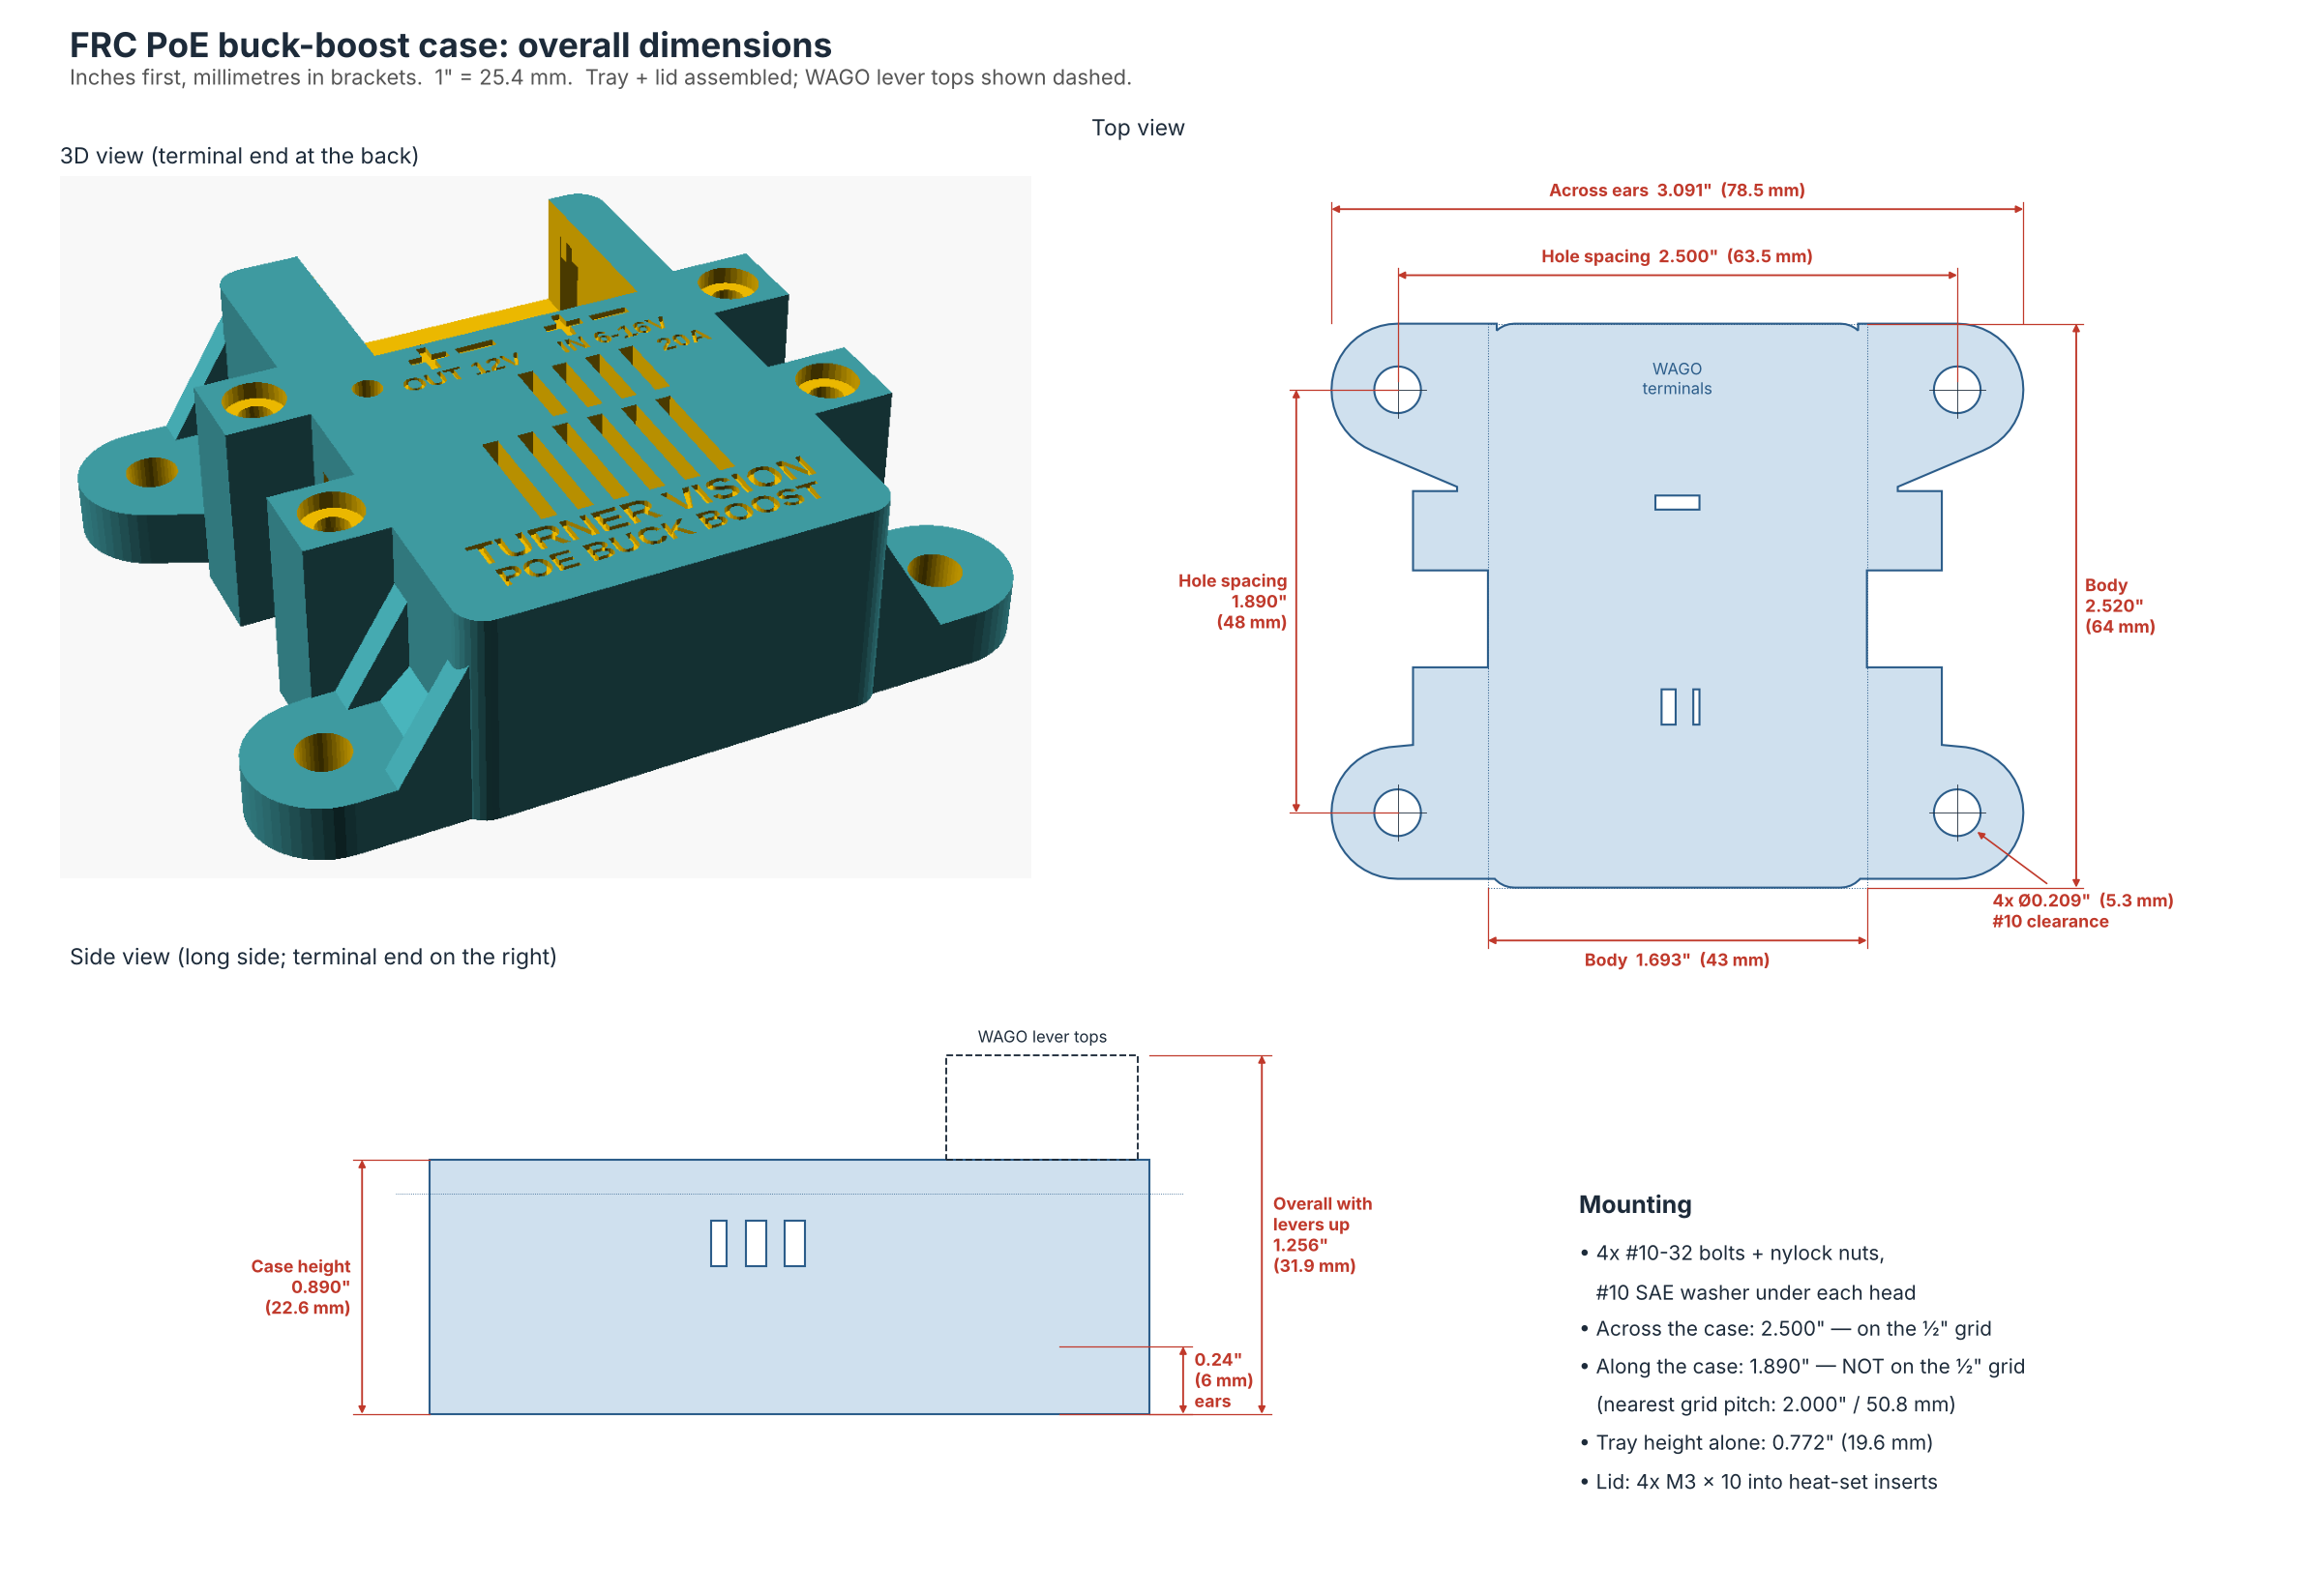 FRC PoE buck-boost case: overall dimensions
Inches first, millimetres in brackets.  1" = 25.4 mm.  Tray + lid assembled; WAGO lever tops shown dashed.
Top view
3D view (terminal end at the back)
+ −
IN 6-16V
20A
+ −
OUT 12V
TURNER VISION
POE BUCK BOOST
Across ears  3.091"  (78.5 mm)
Hole spacing  2.500"  (63.5 mm)
WAGO
terminals
Hole spacing
1.890"
(48 mm)
Body
2.520"
(64 mm)
4x Ø0.209"  (5.3 mm)
#10 clearance
Body  1.693"  (43 mm)
Side view (long side; terminal end on the right)
WAGO lever tops
Case height
0.890"
(22.6 mm)
Overall with
levers up
1.256"
(31.9 mm)
0.24"
(6 mm)
ears
Mounting
• 4x #10-32 bolts + nylock nuts,
#10 SAE washer under each head
• Across the case: 2.500" — on the ½" grid
• Along the case: 1.890" — NOT on the ½" grid
(nearest grid pitch: 2.000" / 50.8 mm)
• Tray height alone: 0.772" (19.6 mm)
• Lid: 4x M3 × 10 into heat-set inserts